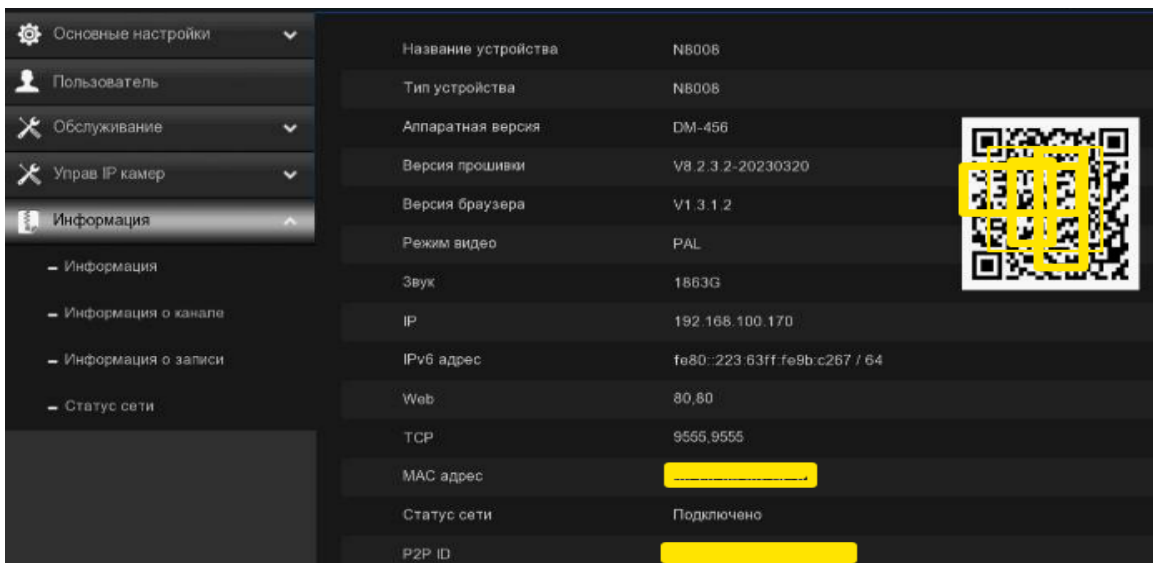 Основные настройки
Пользователь
Обслуживание
Управ IP камер
Информация
Информация
Информация о канале
Информация о записи
Статус сети
Название устройства N8008
Тип устройства N8008
Аппаратная версия DM-456
Версия прошивки V8.2.3.2-20230320
Версия браузера V1.3.1.2
Режим видео PAL
Звук 1863G
IP 192.168.100.170
IPv6 адрес fe80::223:63ff:fe9b:c267 / 64
Web 80,80
TCP 9555,9555
MAC адрес
Статус сети Подключено
P2P ID